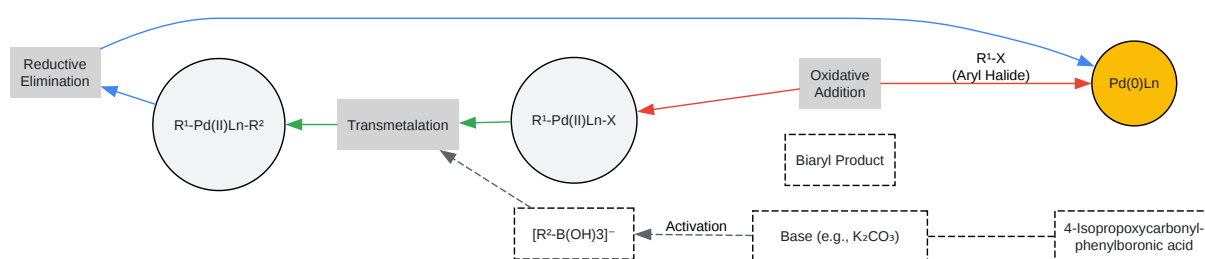 Reductive
Elimination
R¹-Pd(II)Ln-R²
Transmetalation
R¹-Pd(II)Ln-X
Oxidative
Addition
R¹-X
(Aryl Halide)
Pd(0)Ln
Biaryl Product
[R²-B(OH)3]⁻
Activation
Base (e.g., K₂CO₃)
4-Isopropoxycarbonyl-
phenylboronic acid